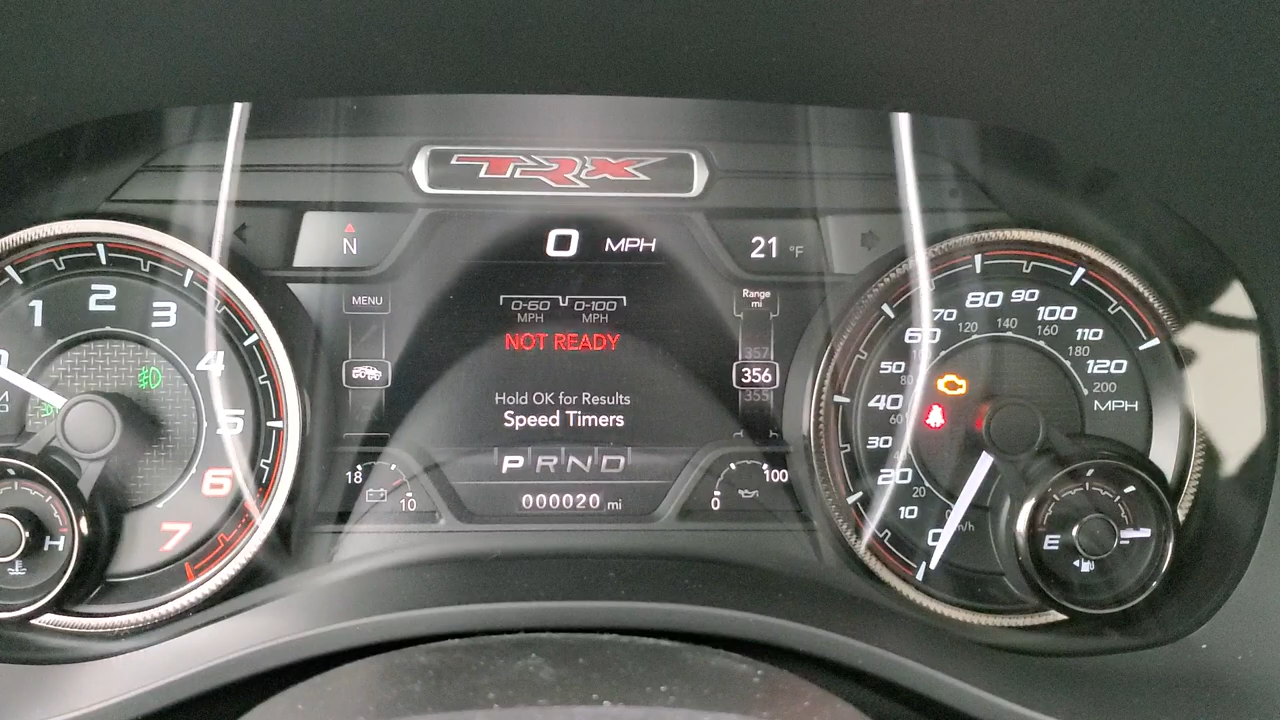 TRX
N
0 MPH
21 °F
MENU
0-60 0-100
MPH MPH
NOT READY
Range
mi
357
356
355
Hold OK for Results
Speed Timers
P R N D
000020 mi
18
10
0
100
1
2
3
4
5
6
7
H
0
10
20
30
40
50
60
70
80
90
100
110
120
MPH
20
60
80
120
140
160
180
200
E